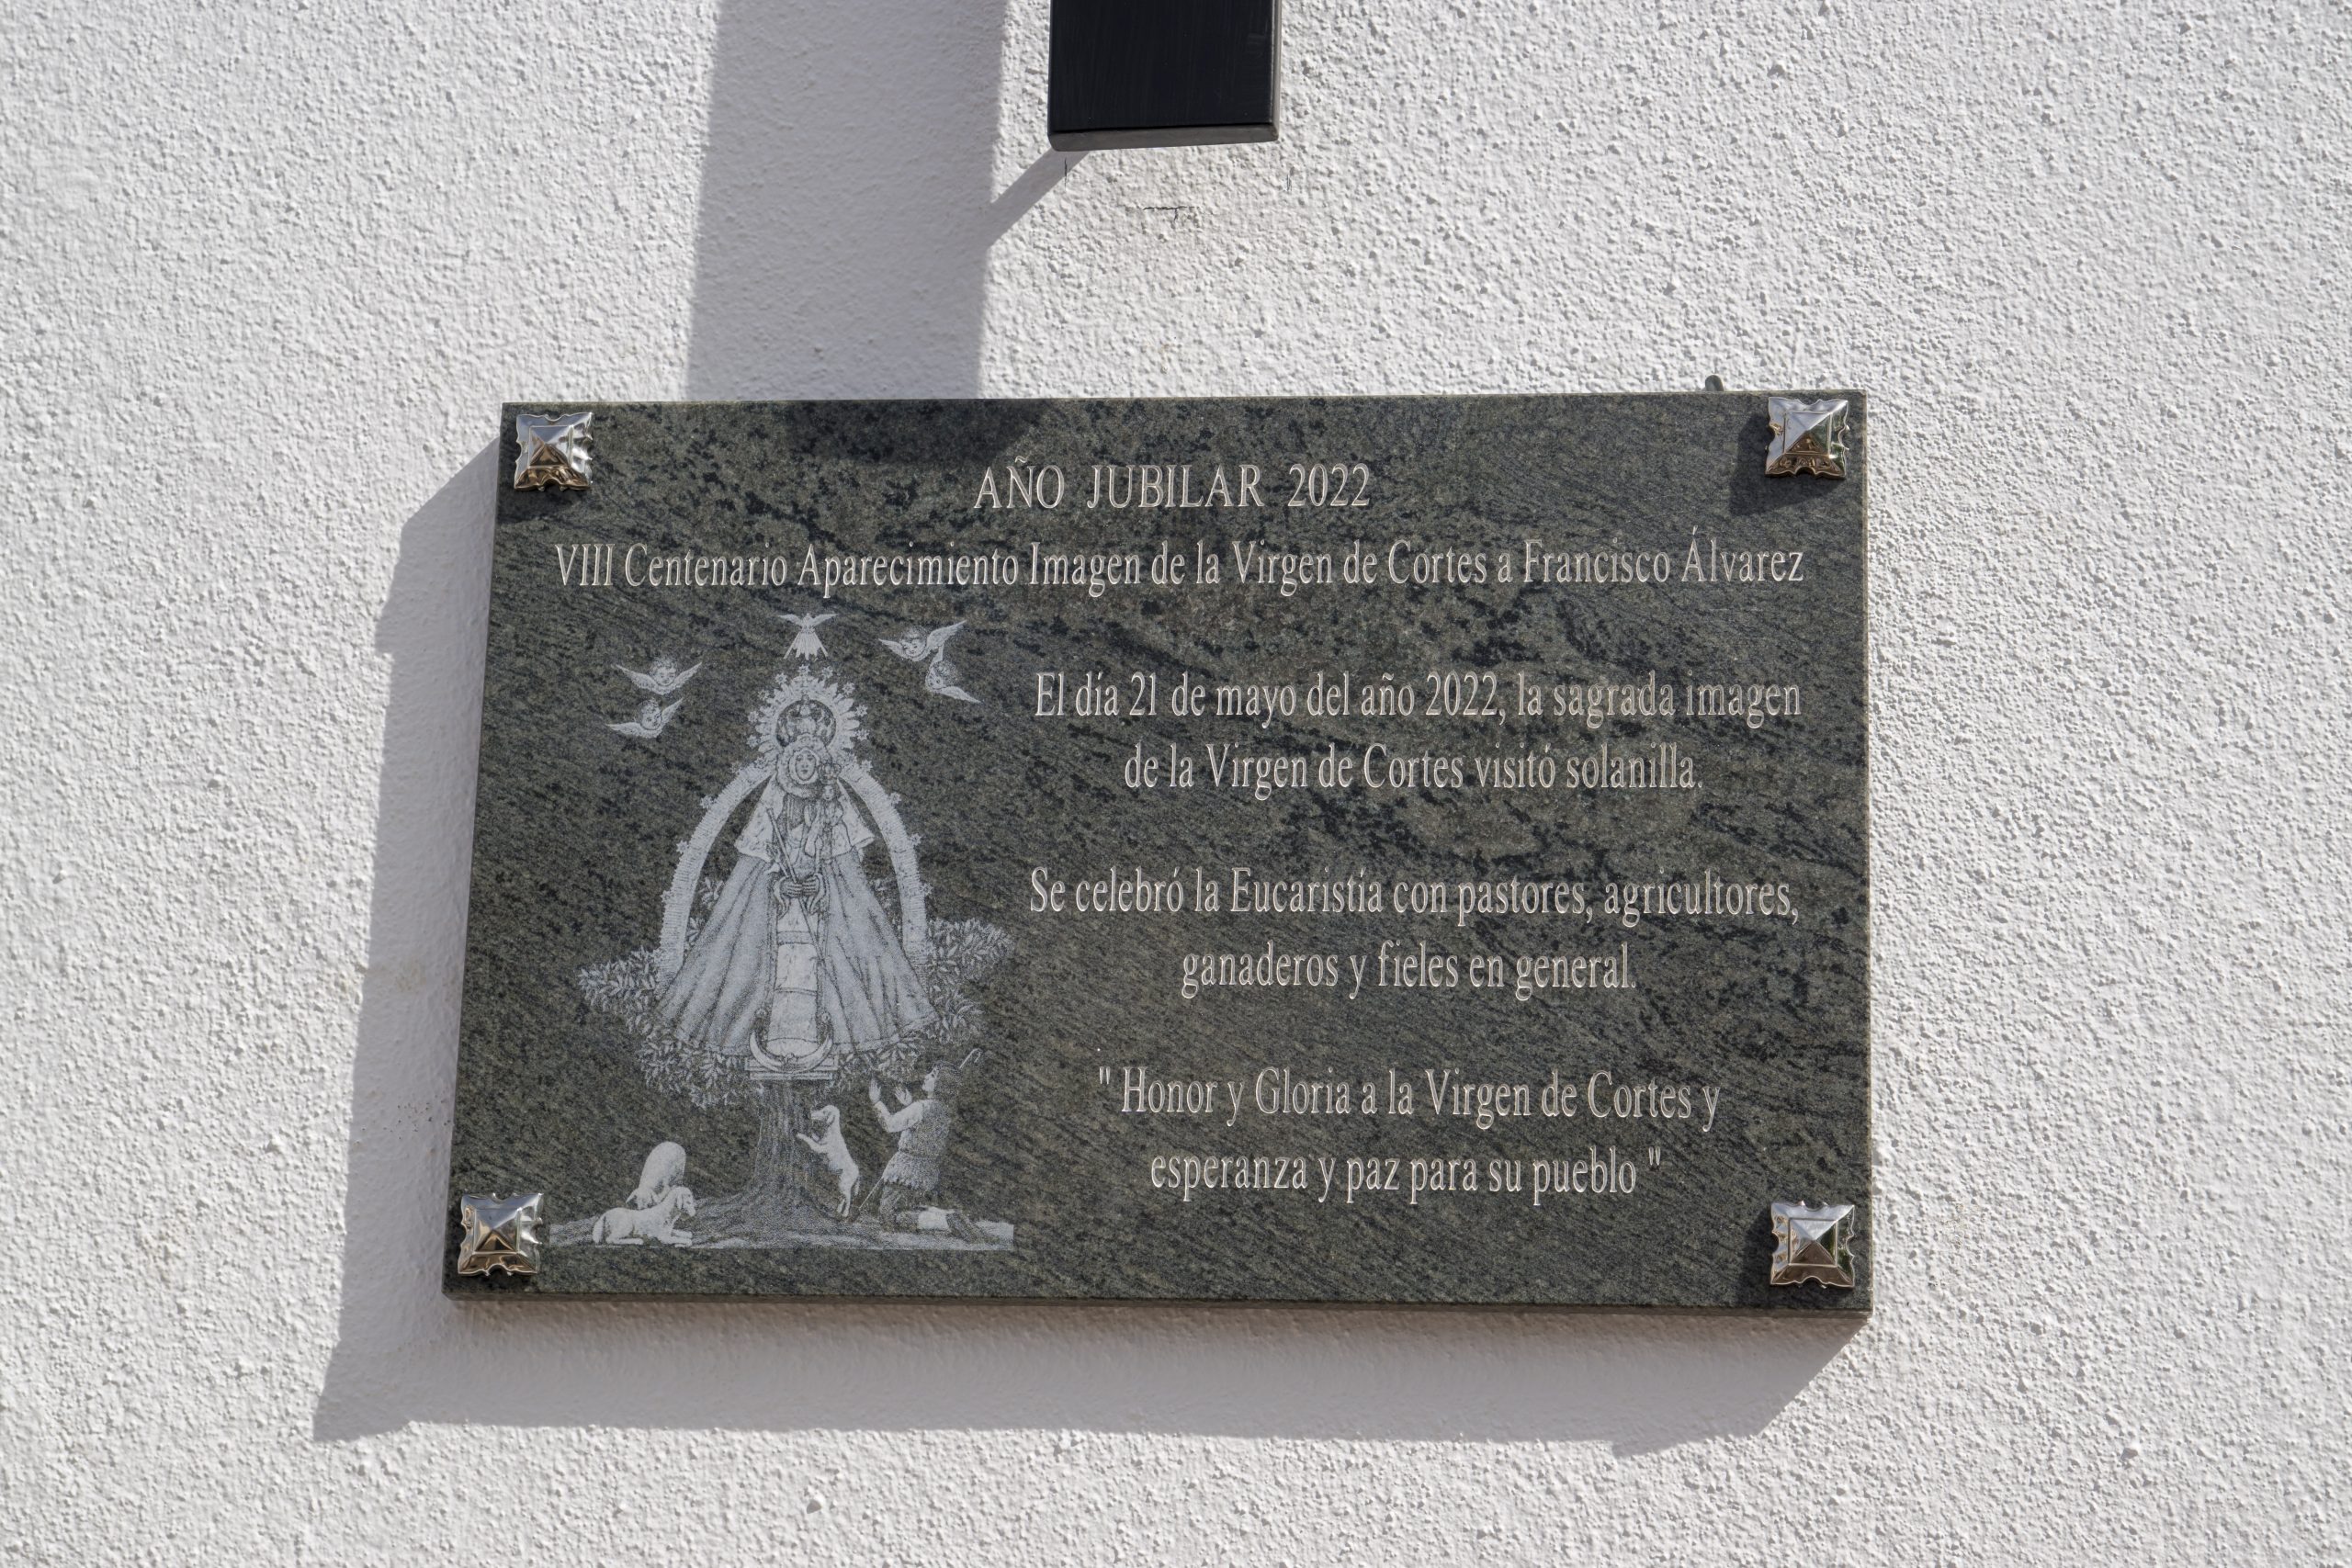 AÑO JUBILAR 2022
VIII Centenario Aparecimiento Imagen de la Virgen de Cortes a Francisco Álvarez
El día 21 de mayo del año 2022, la sagrada imagen
de la Virgen de Cortes visitó solanilla.
Se celebró la Eucaristía con pastores, agricultores,
ganaderos y fieles en general.
" Honor y Gloria a la Virgen de Cortes y
esperanza y paz para su pueblo "